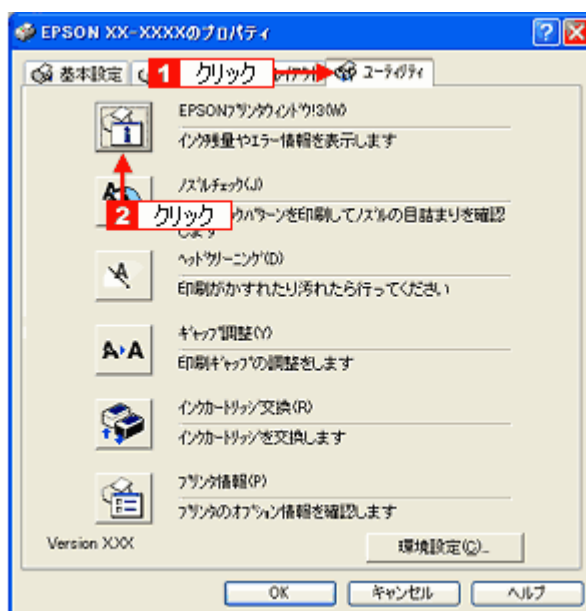 EPSON XX-XXXXのプロパティ
基本設定
1 クリック
ユーティリティ
EPSONプリンタウィンドウ!3(W)
インク残量やエラー情報を表示します
ノズルチェック(J)
2 クリック
パターンを印刷してノズルの目詰まりを確認
します
ヘッドクリーニング(D)
印刷がかすれたり汚れたら行ってください
ギャップ調整(Y)
印刷ギャップの調整をします
インクカートリッジ交換(R)
インクカートリッジを交換します
プリンタ情報(P)
プリンタのオプション情報を確認します
Version XXX
環境設定(C)...
OK
キャンセル
ヘルプ